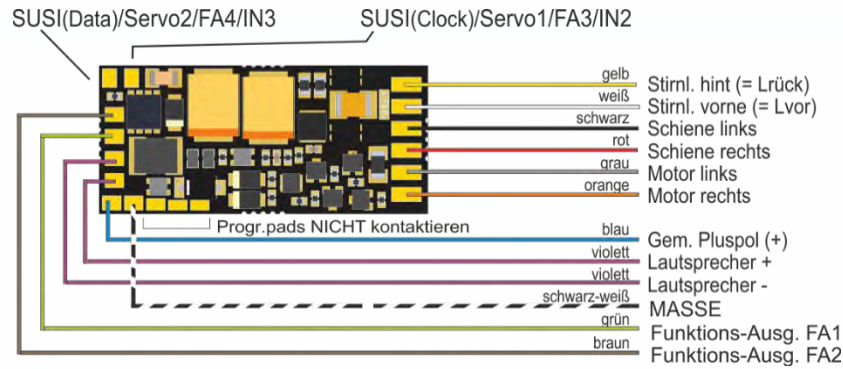 SUSI(Data)/Servo2/FA4/IN3
SUSI(Clock)/Servo1/FA3/IN2
gelb Stirnl. hint (= Lrück)
weiß Stirnl. vorne (= Lvor)
schwarz Schiene links
rot Schiene rechts
grau Motor links
orange Motor rechts
Progr.pads NICHT kontaktieren
blau Gem. Pluspol (+)
violett Lautsprecher +
violett Lautsprecher -
schwarz-weiß MASSE
grün Funktions-Ausg. FA1
braun Funktions-Ausg. FA2